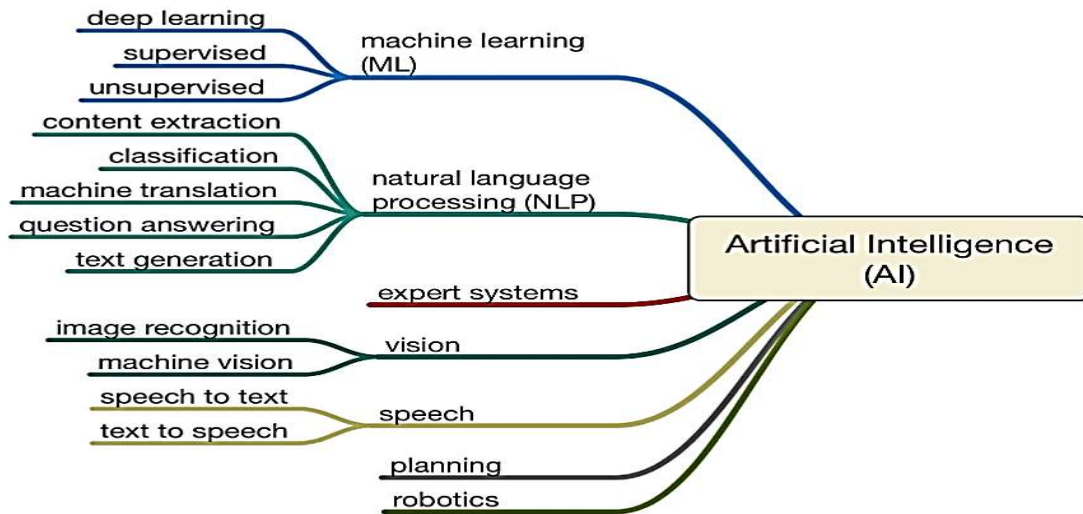 deep learning
supervised
unsupervised
machine learning
(ML)
content extraction
classification
machine translation
question answering
text generation
natural language
processing (NLP)
Artificial Intelligence
(AI)
expert systems
image recognition
machine vision
vision
speech to text
text to speech
speech
planning
robotics